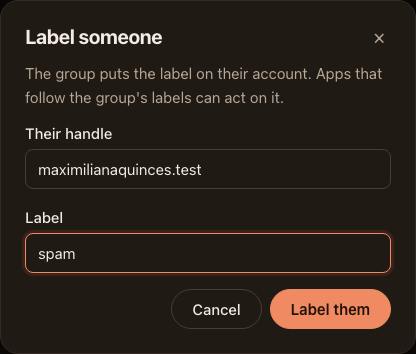 Label someone
×
The group puts the label on their account. Apps that
follow the group's labels can act on it.
Their handle
maximilianaquinces.test
Label
spam
Cancel
Label them